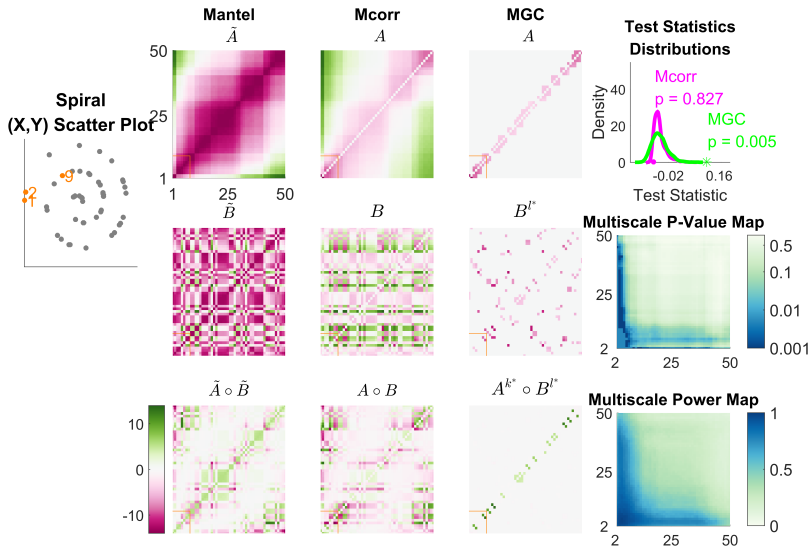 Mantel
Mcorr
MGC
Test Statistics
Distributions
Ã
A
A
50
25
1
1
25
50
Spiral
(X,Y) Scatter Plot
2
1
9
Density
40
20
0
Mcorr
p = 0.827
MGC
p = 0.005
-0.02
0.16
Test Statistic
B̃
B
B^{l*}
Multiscale P-Value Map
50
25
2
2
25
50
0.5
0.1
0.01
0.001
Ã ∘ B̃
A ∘ B
A^{k*} ∘ B^{l*}
10
0
-10
Multiscale Power Map
50
25
2
2
25
50
1
0.5
0